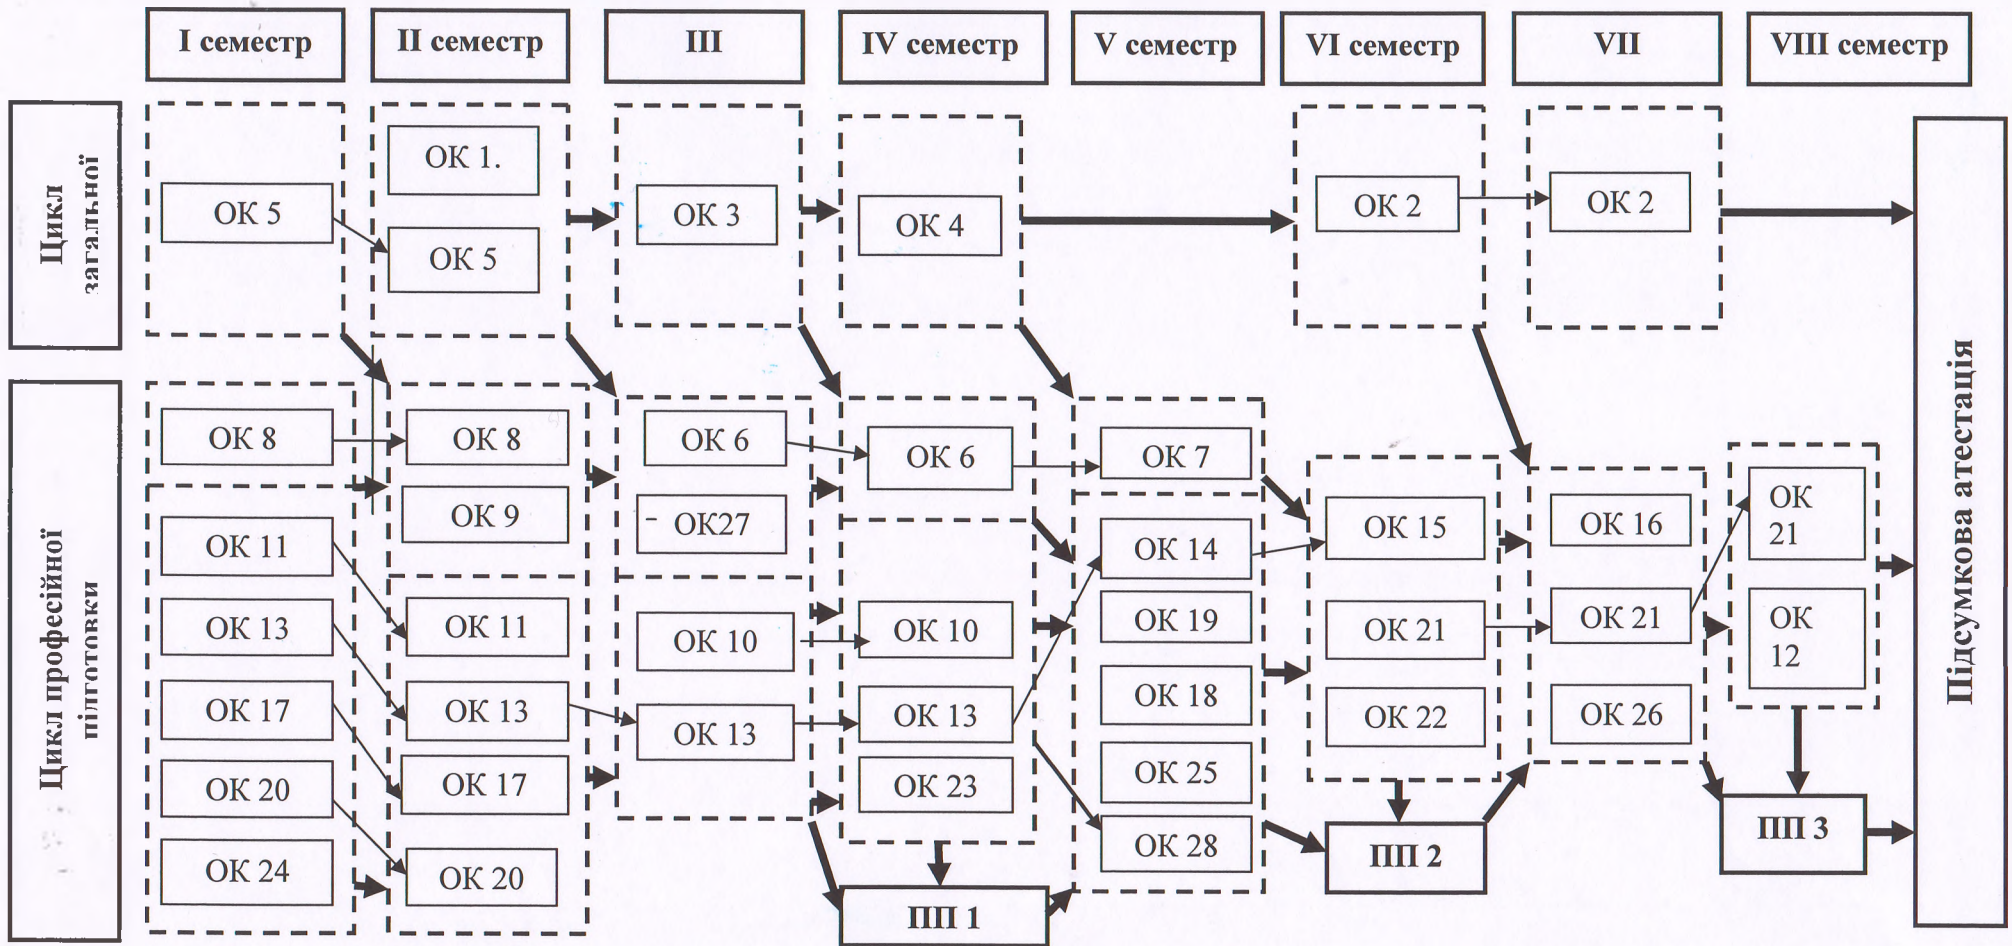 I семестр
II семестр
III
IV семестр
V семестр
VI семестр
VII
VIII семестр
Цикл
загальної
ОК 5
ОК 1.
ОК 5
ОК 3
ОК 4
ОК 2
ОК 2
Підсумкова атестація
Цикл професійної
підготовки
ОК 8
ОК 11
ОК 13
ОК 17
ОК 20
ОК 24
ОК 8
ОК 9
ОК 11
ОК 13
ОК 17
ОК 20
ОК 6
- ОК27
ОК 10
ОК 13
ОК 6
ОК 10
ОК 13
ОК 23
ПП 1
ОК 7
ОК 14
ОК 19
ОК 18
ОК 25
ОК 28
ОК 15
ОК 21
ОК 22
ПП 2
ОК 16
ОК 21
ОК 26
ОК
21
ОК
12
ПП 3